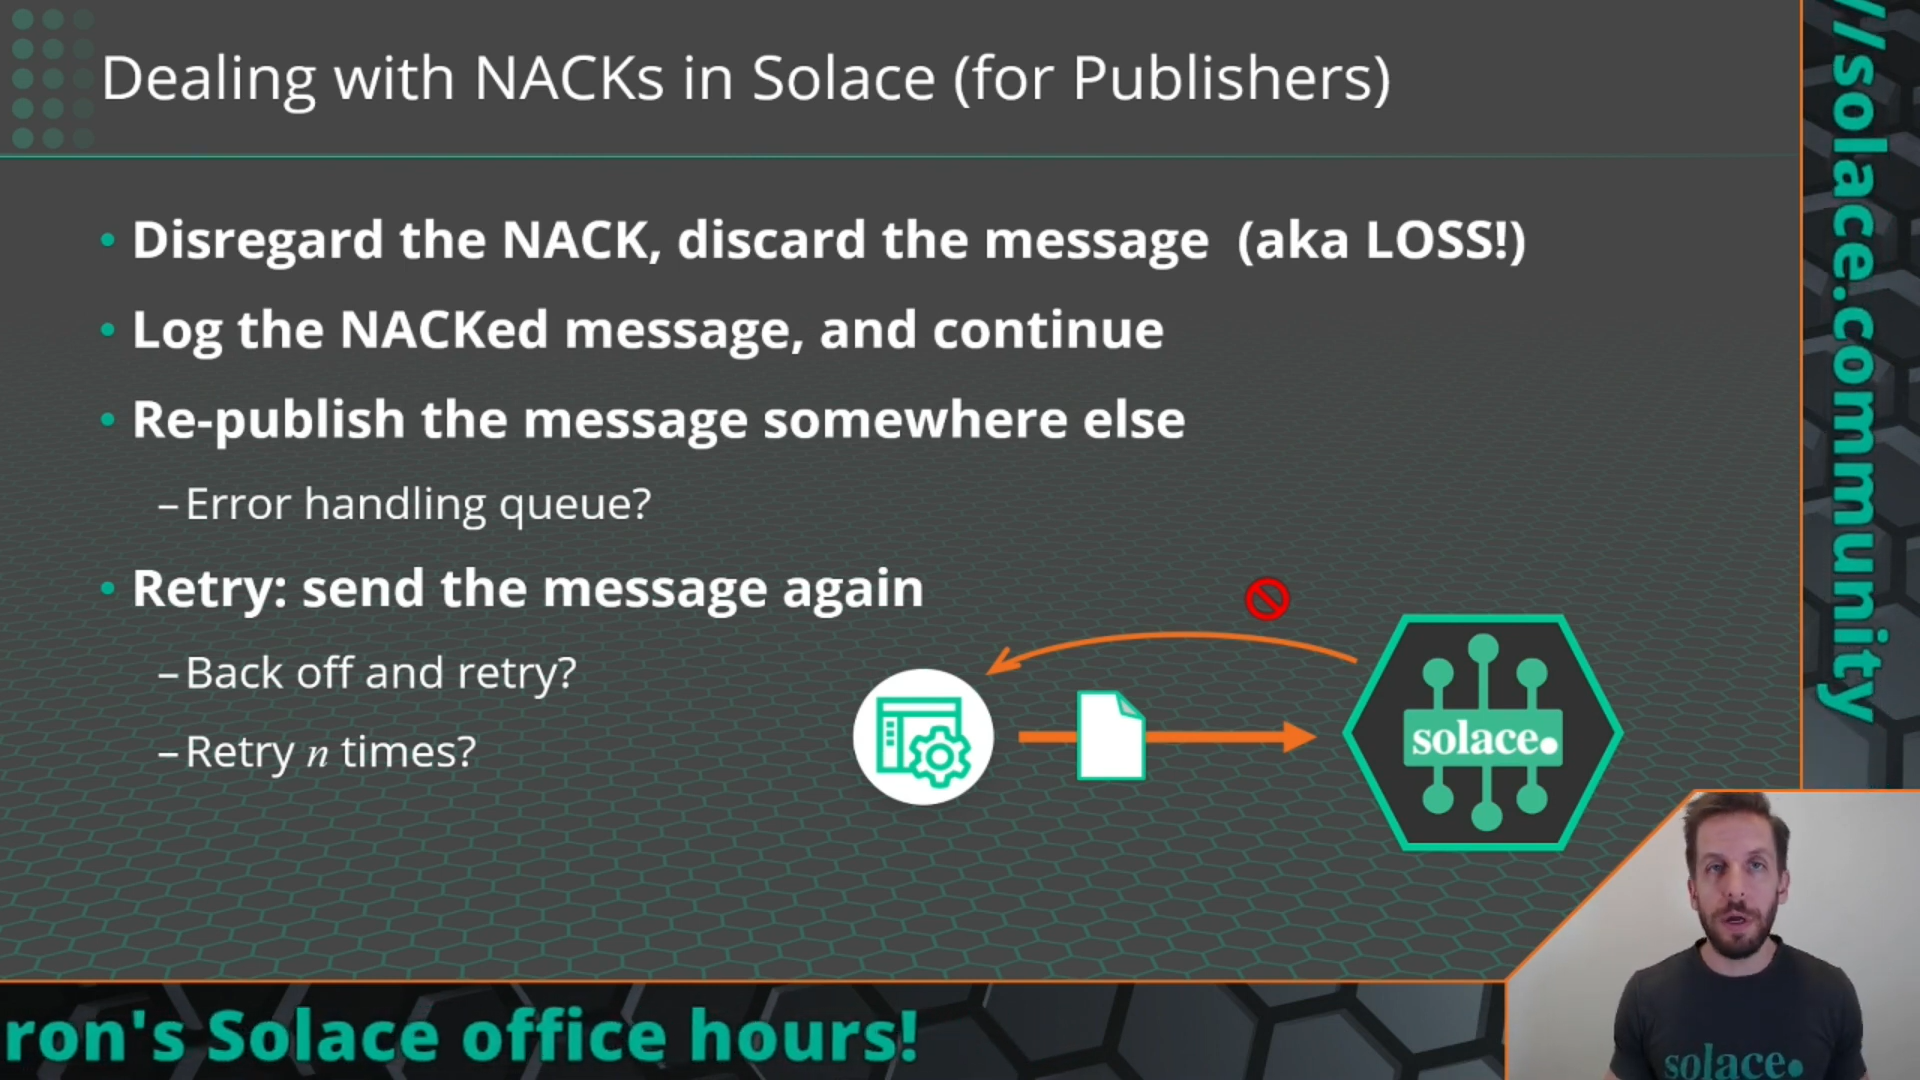 Dealing with NACKs in Solace (for Publishers)
• Disregard the NACK, discard the message (aka LOSS!)
• Log the NACKed message, and continue
• Re-publish the message somewhere else
– Error handling queue?
• Retry: send the message again
– Back off and retry?
– Retry n times?
solace.
//solace.community
ron's Solace office hours!
solace.